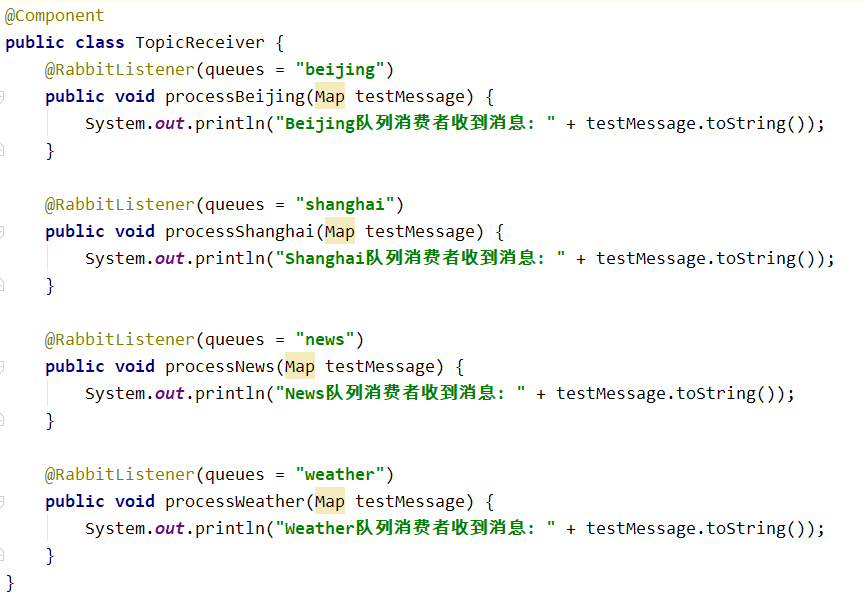 @Component
public class TopicReceiver {
    @RabbitListener(queues = "beijing")
    public void processBeijing(Map testMessage) {
        System.out.println("Beijing队列消费者收到消息：" + testMessage.toString());
    }

    @RabbitListener(queues = "shanghai")
    public void processShanghai(Map testMessage) {
        System.out.println("Shanghai队列消费者收到消息：" + testMessage.toString());
    }

    @RabbitListener(queues = "news")
    public void processNews(Map testMessage) {
        System.out.println("News队列消费者收到消息：" + testMessage.toString());
    }

    @RabbitListener(queues = "weather")
    public void processWeather(Map testMessage) {
        System.out.println("Weather队列消费者收到消息：" + testMessage.toString());
    }
}